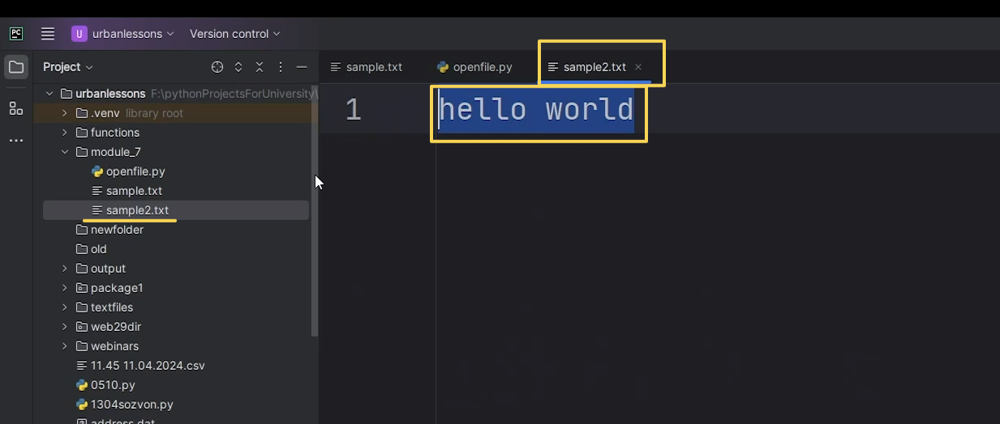 PC U urbanlessons Version control
Project
sample.txt openfile.py sample2.txt
urbanlessons F:\pythonProjectsForUniversity\
.venv library root
1 hello world
functions
module_7
openfile.py
sample.txt
sample2.txt
newfolder
old
output
package1
textfiles
web29dir
webinars
11.45 11.04.2024.csv
0510.py
1304sozvon.py
address.dat